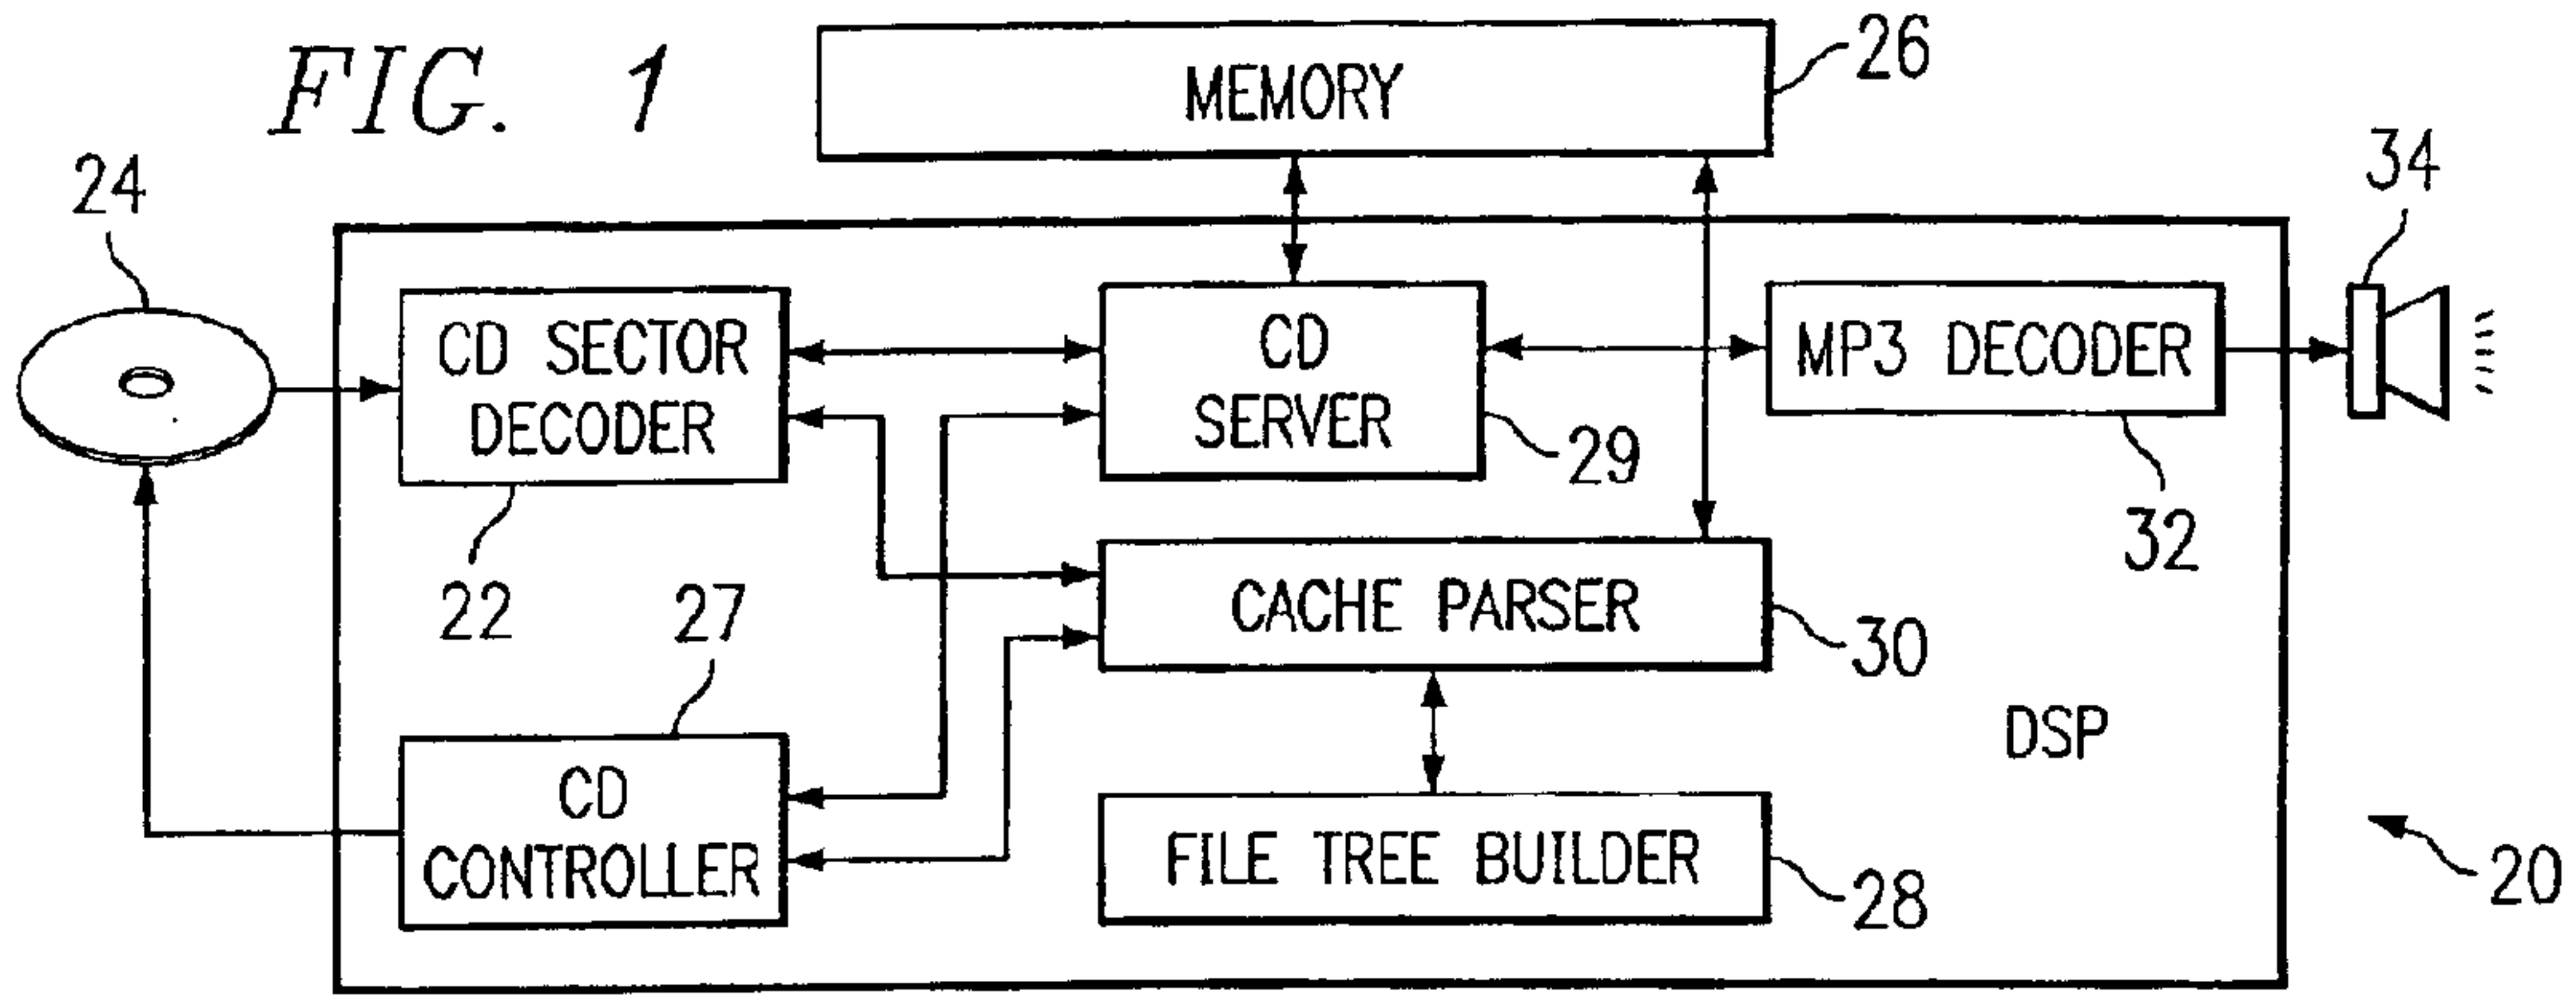 FIG. 1
MEMORY
26
24
34
CD SECTOR
DECODER
CD
SERVER
MP3 DECODER
29
22
32
27
CACHE PARSER
30
DSP
CD
CONTROLLER
FILE TREE BUILDER
28
20